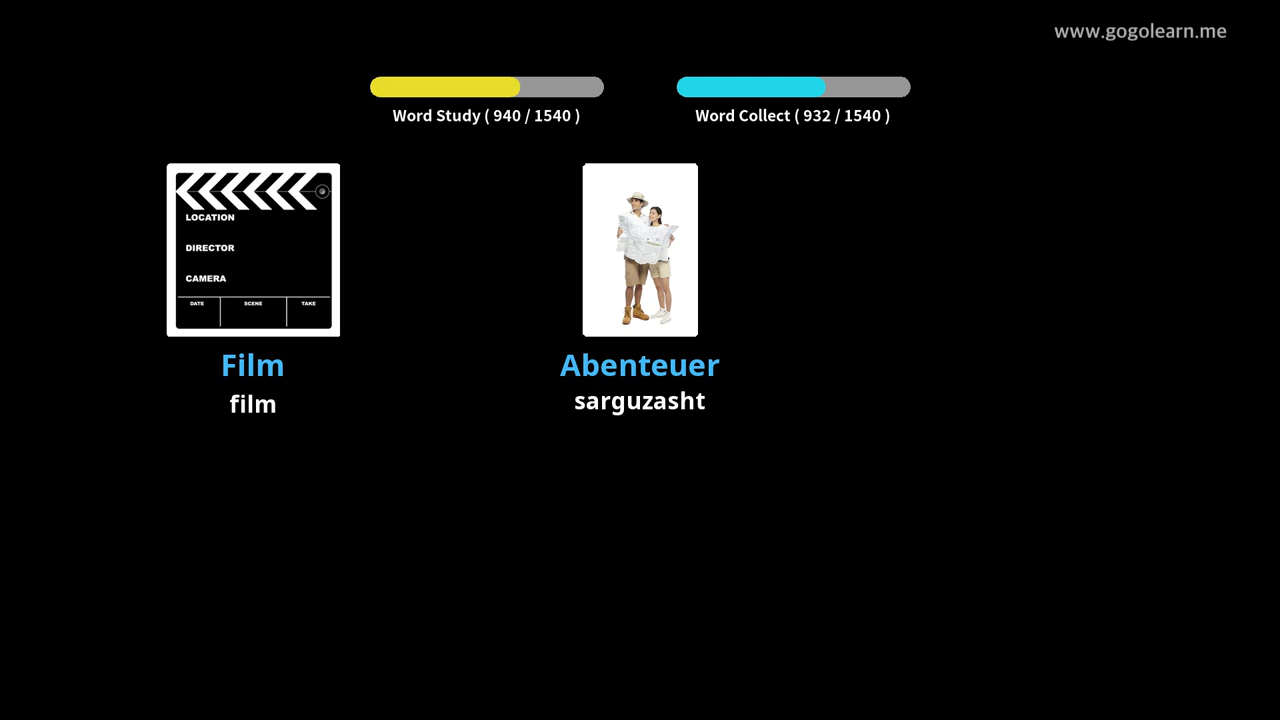 www.gogolearn.me
Word Study ( 940 / 1540 )
Word Collect ( 932 / 1540 )
LOCATION
DIRECTOR
CAMERA
DATE SCENE TAKE
Film
film
Abenteuer
sarguzasht